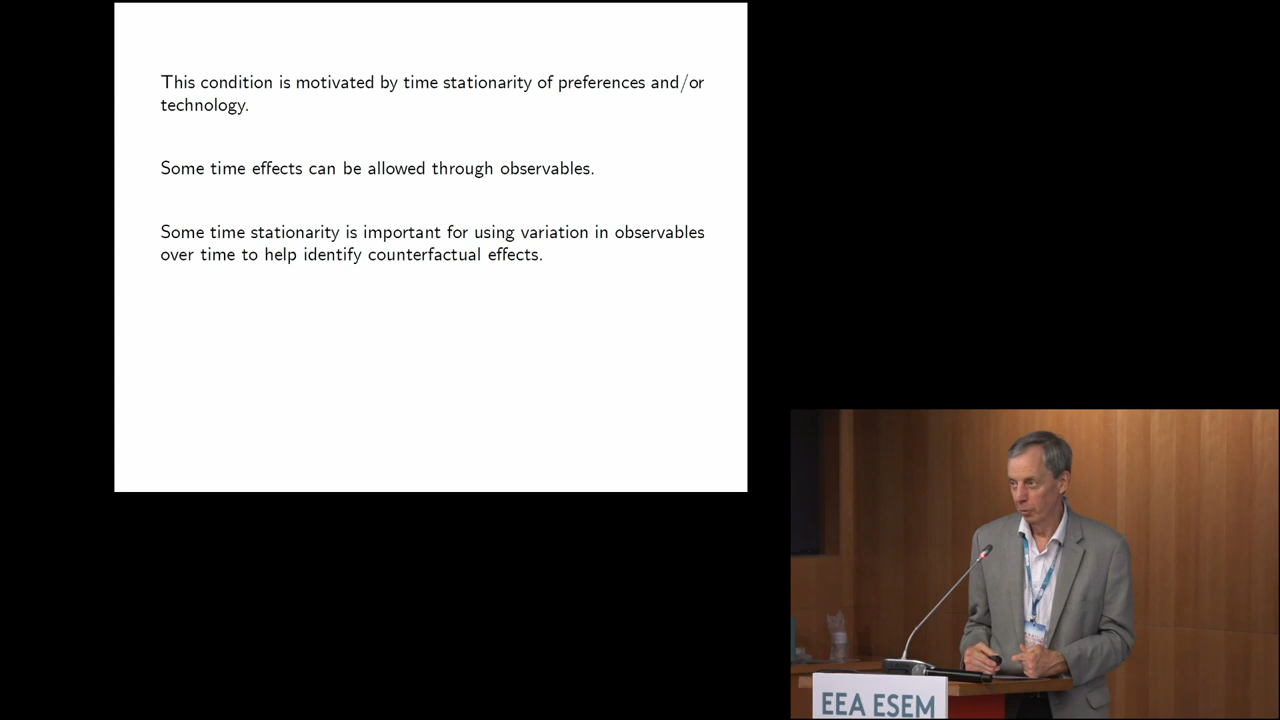 This condition is motivated by time stationarity of preferences and/or
technology.
Some time effects can be allowed through observables.
Some time stationarity is important for using variation in observables
over time to help identify counterfactual effects.
EEA ESEM